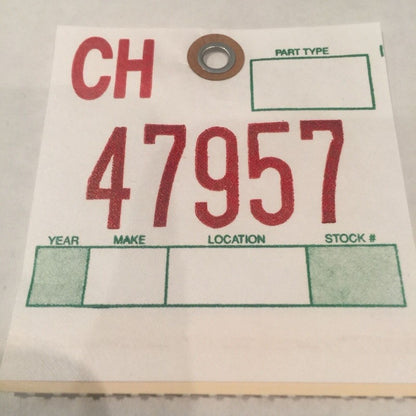 CH
PART TYPE
47957
YEAR MAKE LOCATION STOCK #